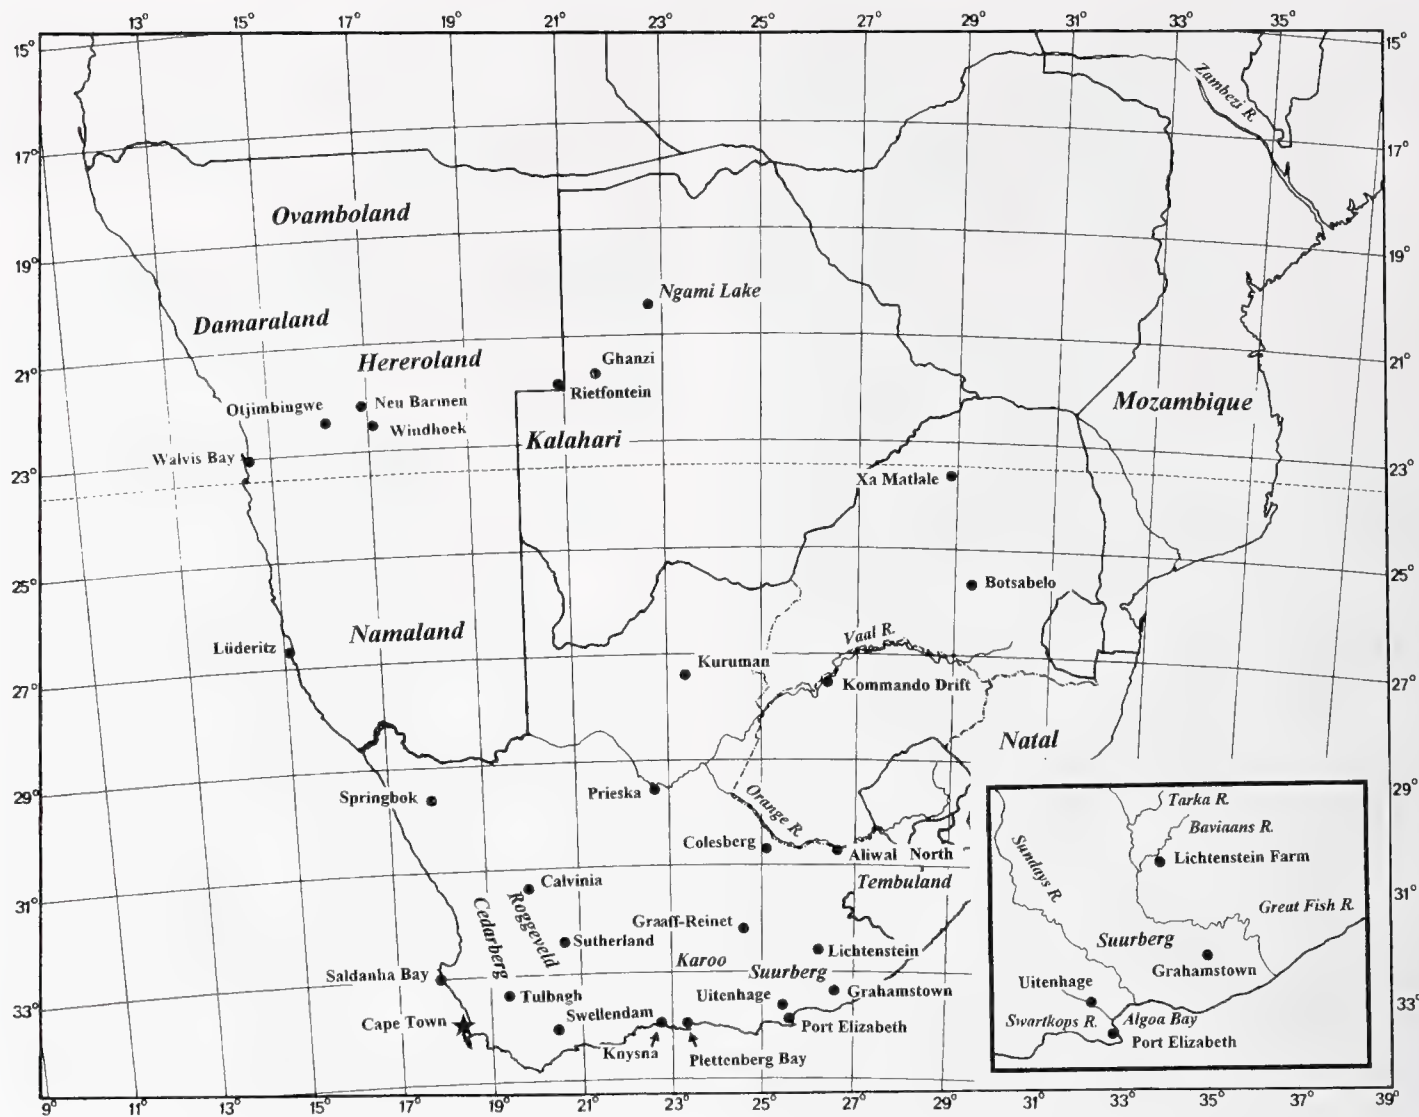 13° 15° 17° 19° 21° 23° 25° 27° 29° 31° 33° 35°
15° 15°
Zambezi R.
17° 17°
Ovamboland
19° 19°
Ngami Lake
Damaraland
Hereroland
Ghanzi
21° 21°
Rietfontein
Otjimbingwe
Neu Barmen
Mozambique
Windhoek
Kalahari
Walvis Bay
23° 23°
Xa Matlale
25° 25°
Botsabelo
Namaland
Vaal R.
Lüderitz
Kuruman
27° 27°
Kommando Drift
Natal
Springbok
Prieska
29° 29°
Orange R.
Tarka R.
Baviaans R.
Colesberg
Aliwal North
Lichtenstein Farm
Sundays R.
Calvinia
Tembuland
31° 31°
Cedarberg
Roggeveld
Graaff-Reinet
Great Fish R.
Sutherland
Lichtenstein
Karoo
Suurberg
Suurberg
Saldanha Bay
Grahamstown
Tulbagh
Uitenhage
Grahamstown
Uitenhage
33° 33°
Cape Town
Swellendam
Port Elizabeth
Swartkops R.
Algoa Bay
Port Elizabeth
Knysna
Plettenberg Bay
9° 11° 13° 15° 17° 19° 21° 23° 25° 27° 29° 31° 33° 35° 37° 39°